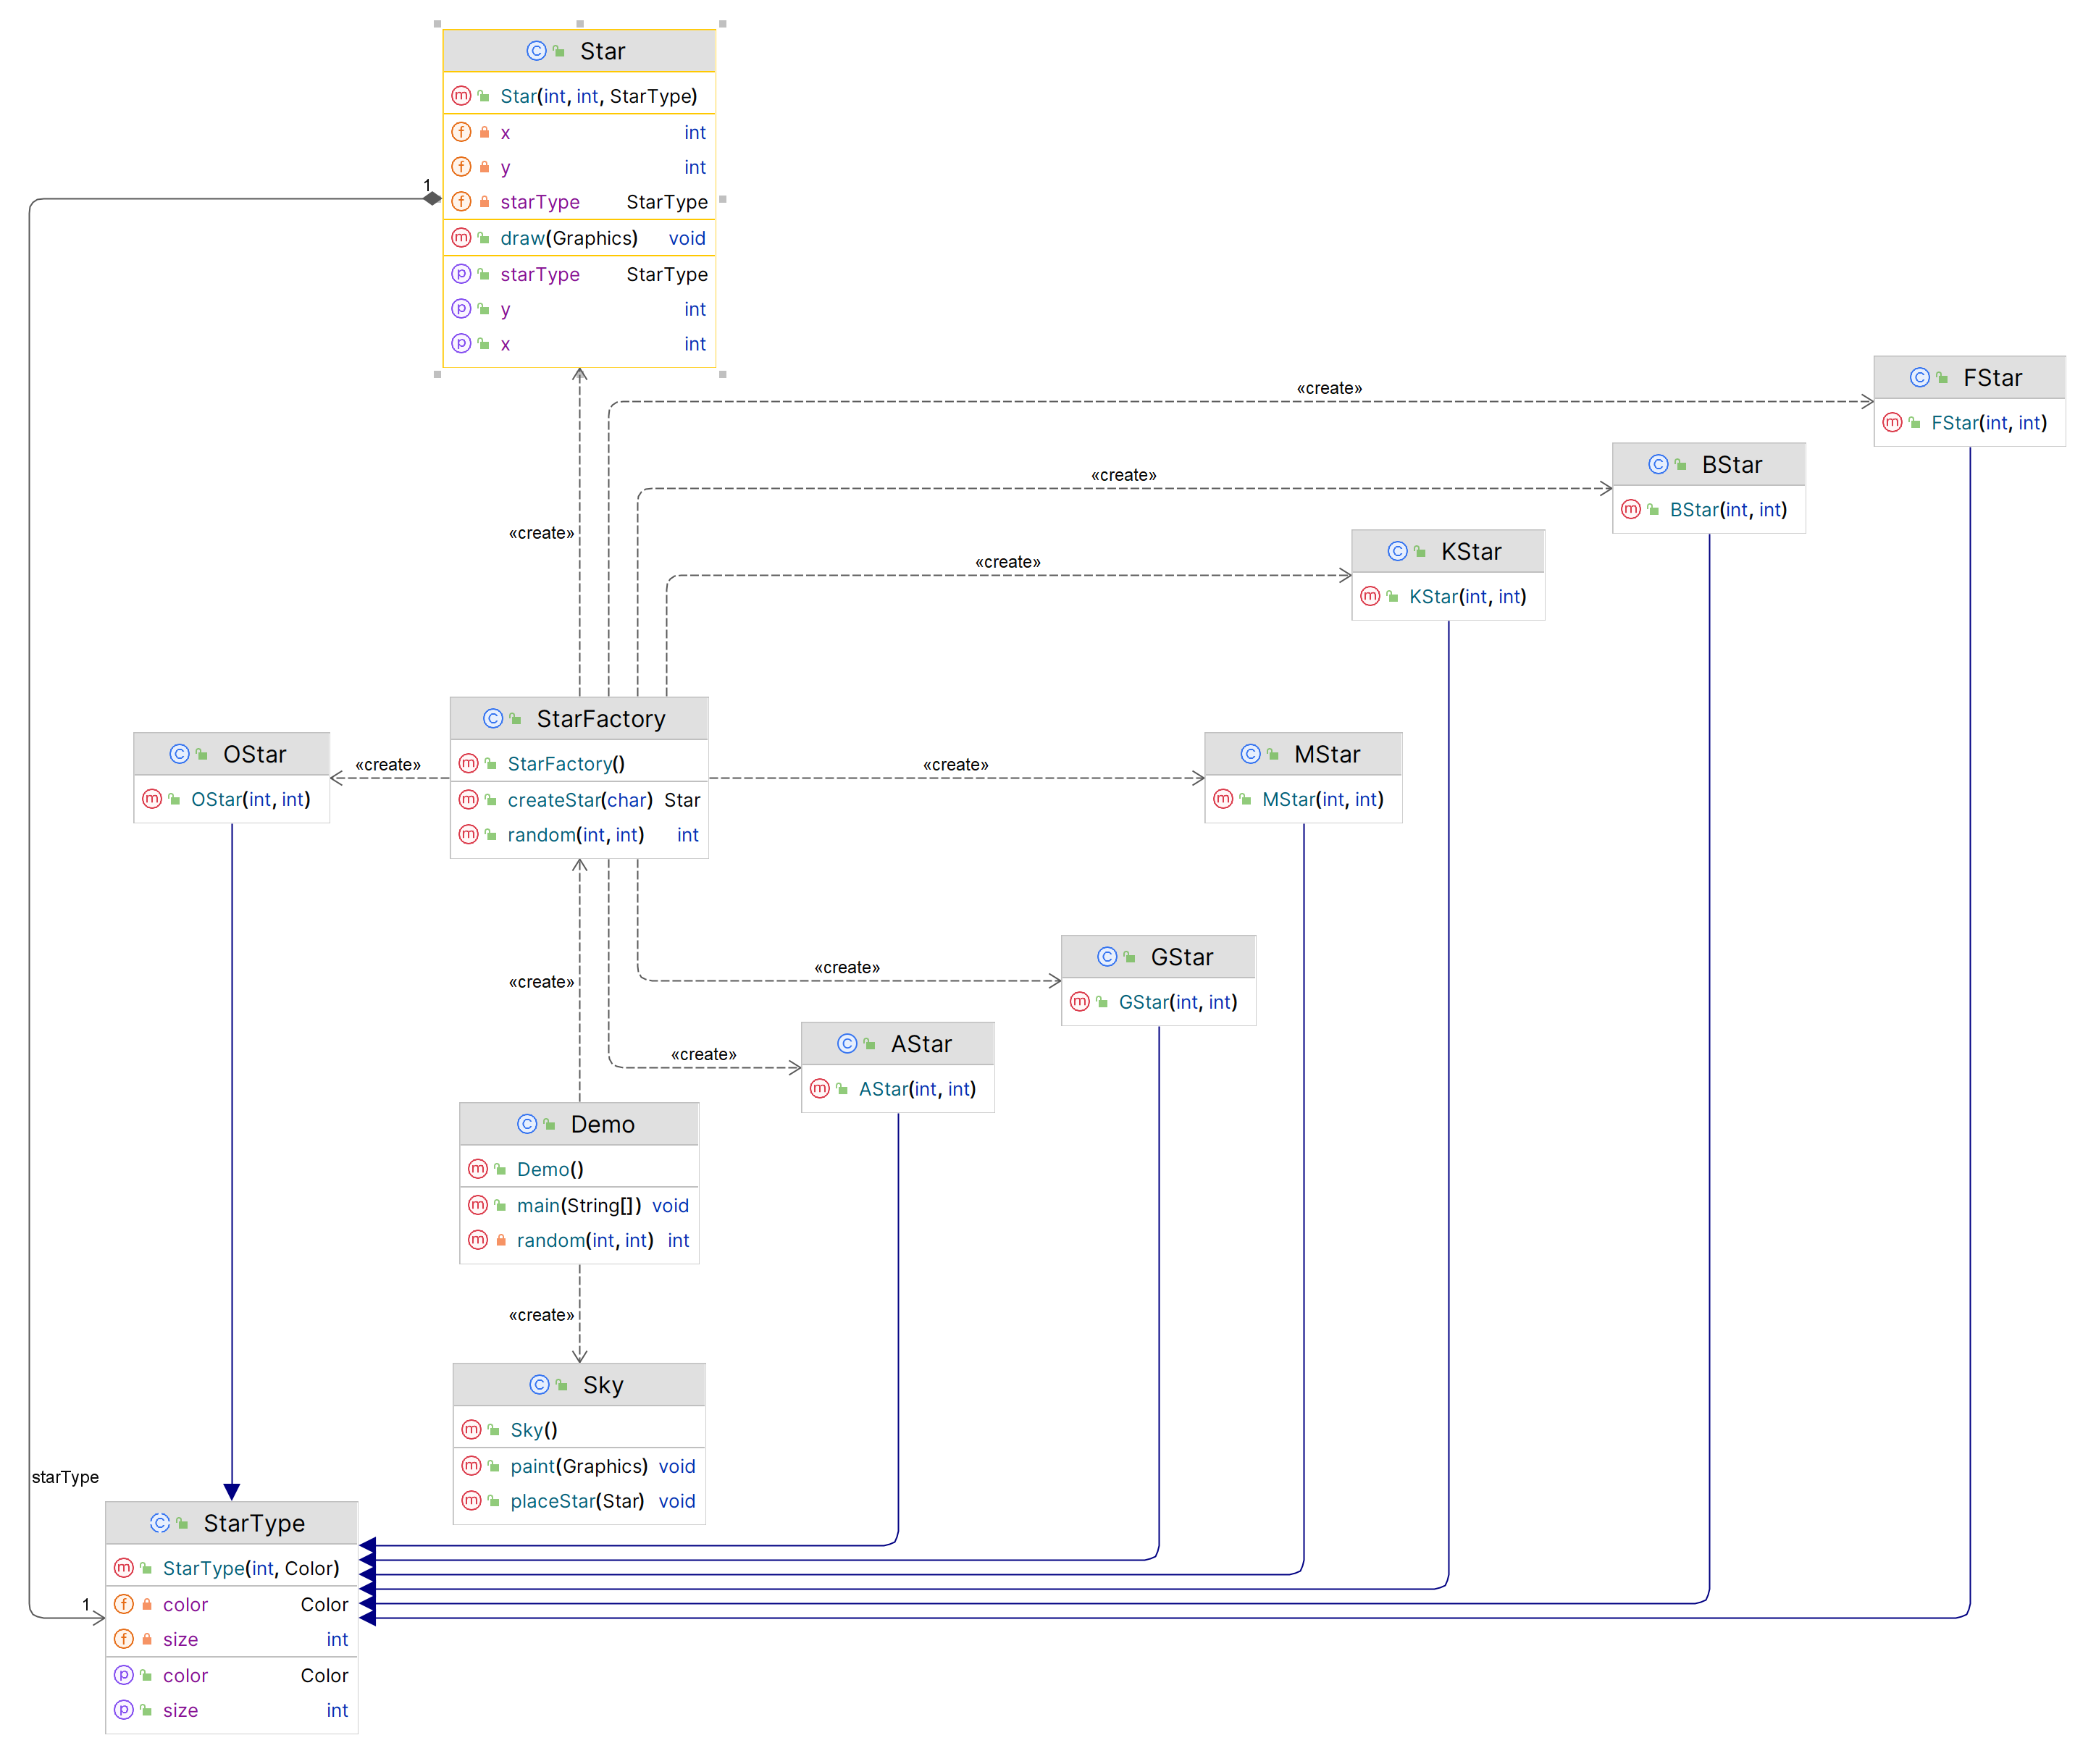 Star
Star(int, int, StarType)
x int
y int
starType StarType
draw(Graphics) void
starType StarType
y int
x int
1
«create»
FStar
FStar(int, int)
«create»
BStar
BStar(int, int)
«create»
KStar
KStar(int, int)
«create»
StarFactory
StarFactory()
createStar(char) Star
random(int, int) int
OStar
OStar(int, int)
«create»
«create»
MStar
MStar(int, int)
«create»
GStar
GStar(int, int)
«create»
«create»
AStar
AStar(int, int)
Demo
Demo()
main(String[]) void
random(int, int) int
«create»
Sky
Sky()
paint(Graphics) void
placeStar(Star) void
starType
1
StarType
StarType(int, Color)
color Color
size int
color Color
size int